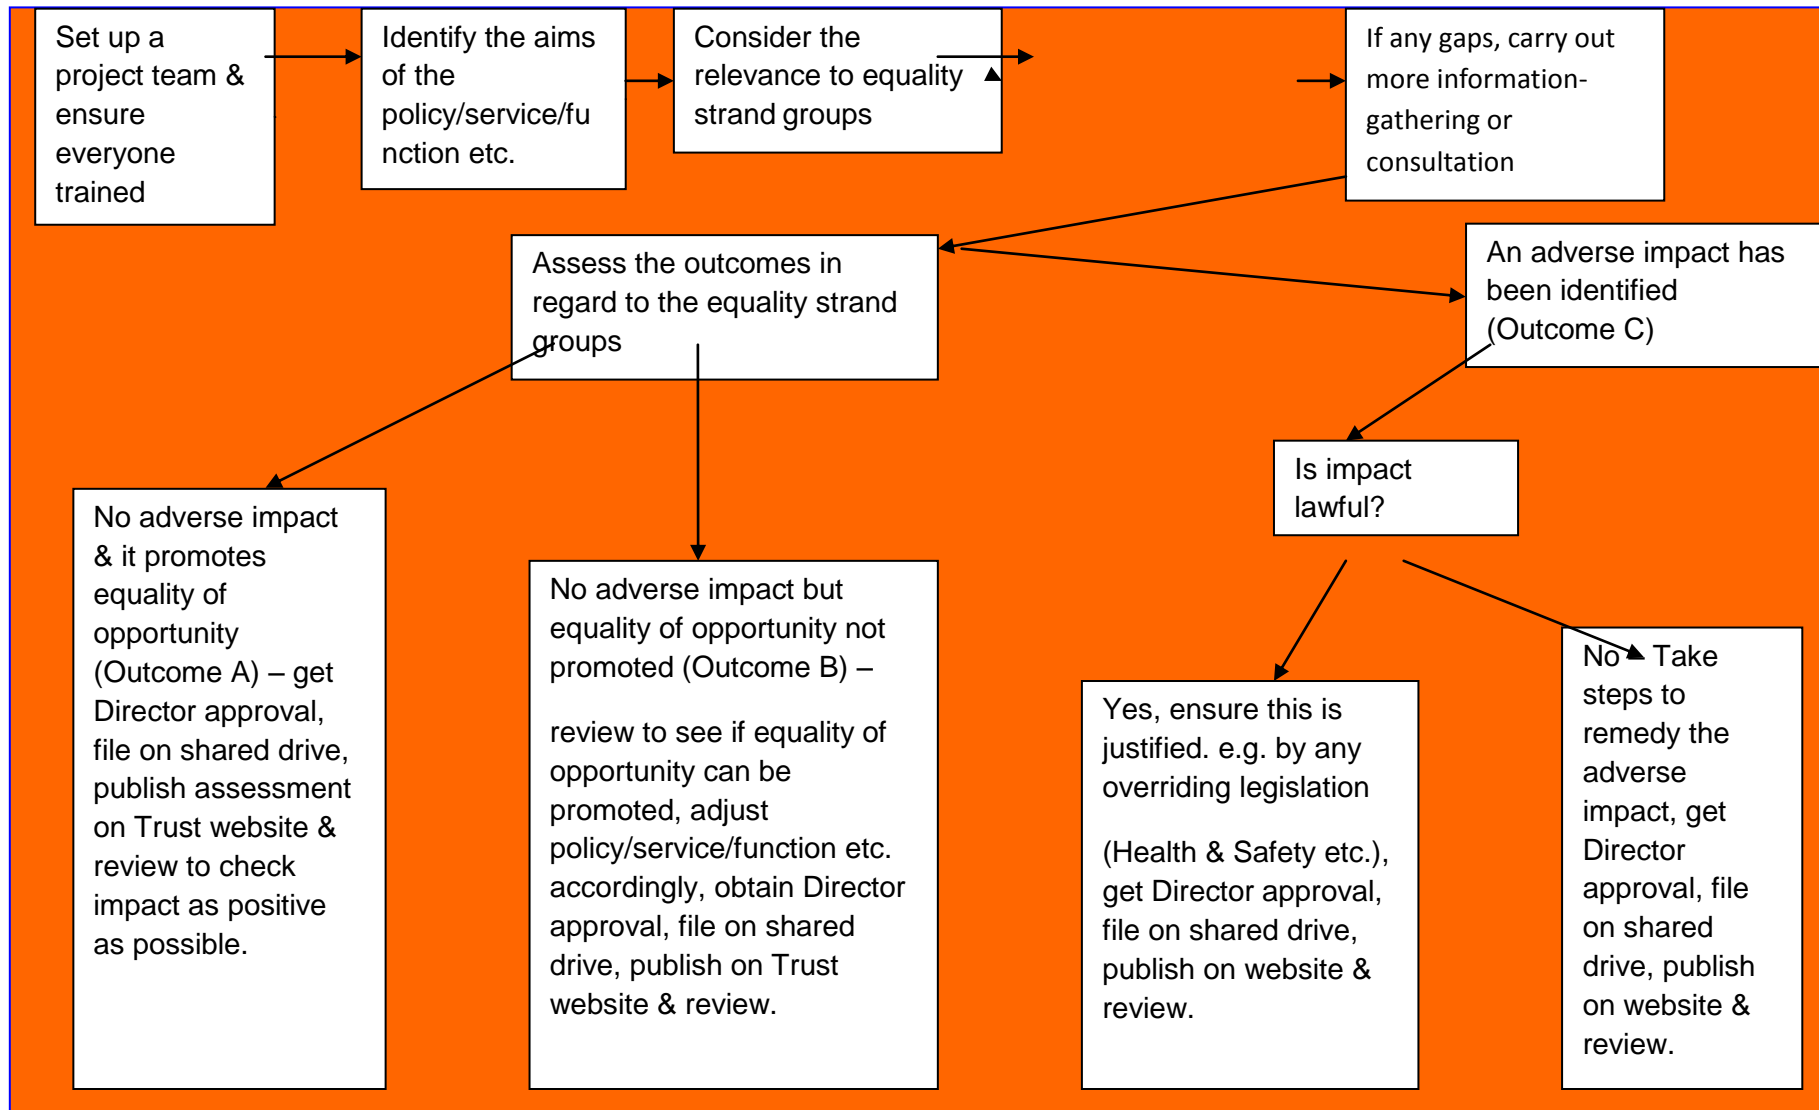 Set up a
project team &
ensure
everyone
trained
Identify the aims
of the
policy/service/fu
nction etc.
Consider the
relevance to equality
strand groups
If any gaps, carry out
more information-
gathering or
consultation
Assess the outcomes in
regard to the equality strand
groups
An adverse impact has
been identified
(Outcome C)
Is impact
lawful?
No adverse impact
& it promotes
equality of
opportunity
(Outcome A) – get
Director approval,
file on shared drive,
publish assessment
on Trust website &
review to check
impact as positive
as possible.
No adverse impact but
equality of opportunity not
promoted (Outcome B) –
review to see if equality of
opportunity can be
promoted, adjust
policy/service/function etc.
accordingly, obtain Director
approval, file on shared
drive, publish on Trust
website & review.
Yes, ensure this is
justified. e.g. by any
overriding legislation
(Health & Safety etc.),
get Director approval,
file on shared drive,
publish on website &
review.
No Take
steps to
remedy the
adverse
impact, get
Director
approval, file
on shared
drive, publish
on website &
review.